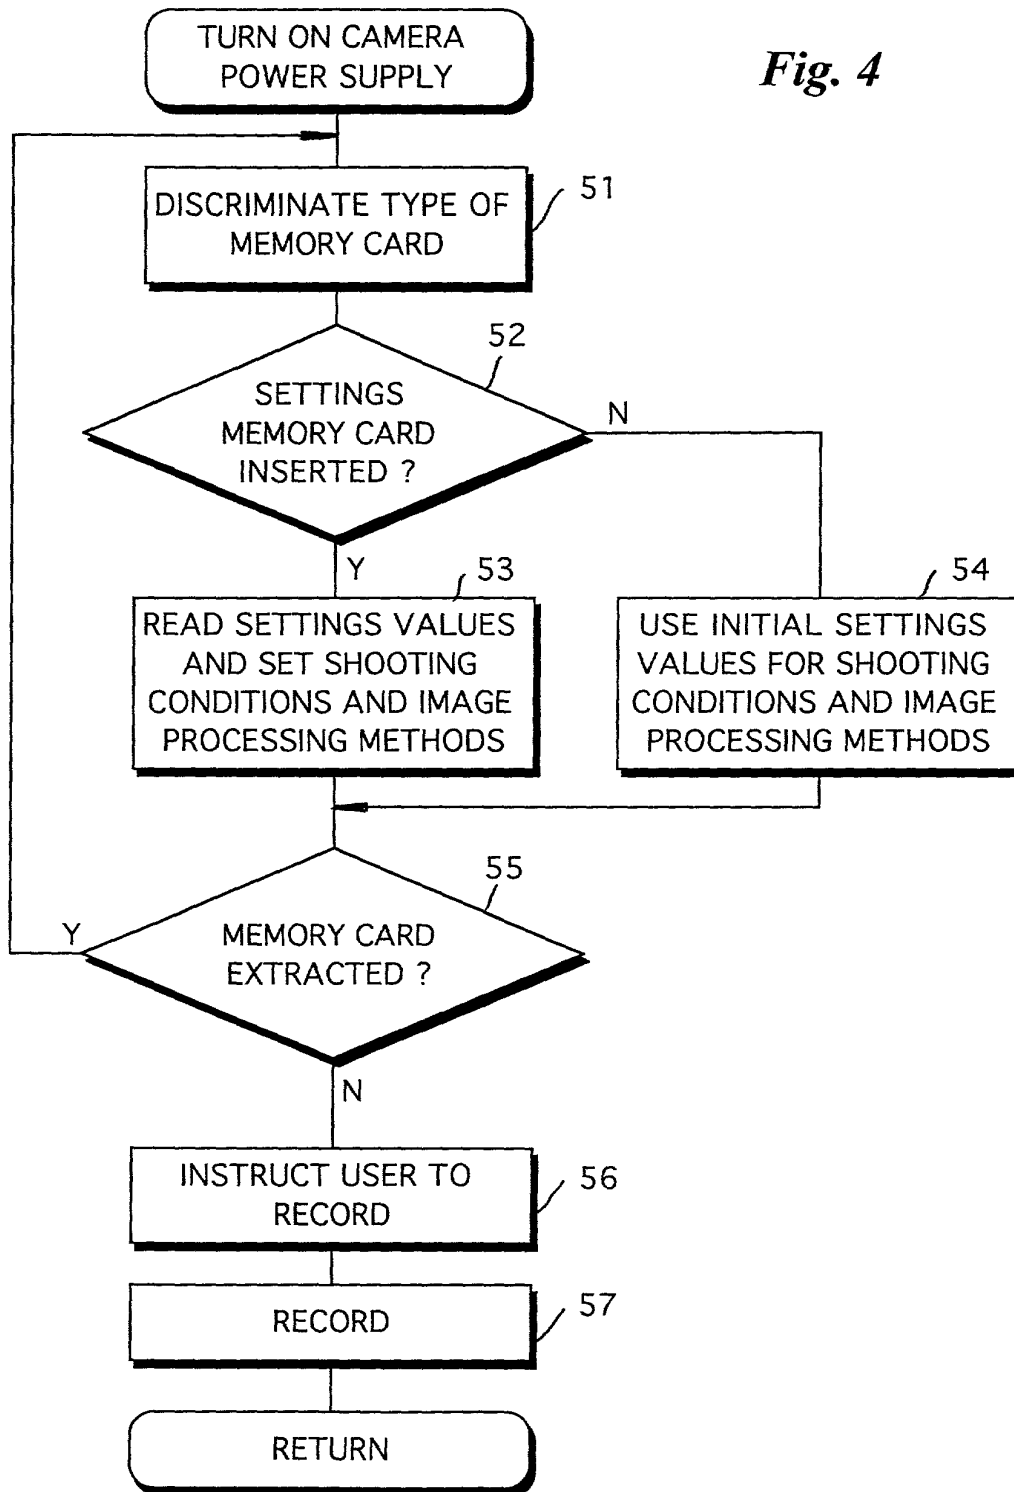 TURN ON CAMERA
POWER SUPPLY
Fig. 4
DISCRIMINATE TYPE OF
MEMORY CARD
51
52
SETTINGS
MEMORY CARD
INSERTED ?
N
Y
53
READ SETTINGS VALUES
AND SET SHOOTING
CONDITIONS AND IMAGE
PROCESSING METHODS
54
USE INITIAL SETTINGS
VALUES FOR SHOOTING
CONDITIONS AND IMAGE
PROCESSING METHODS
55
Y
MEMORY CARD
EXTRACTED ?
N
INSTRUCT USER TO
RECORD
56
RECORD
57
RETURN